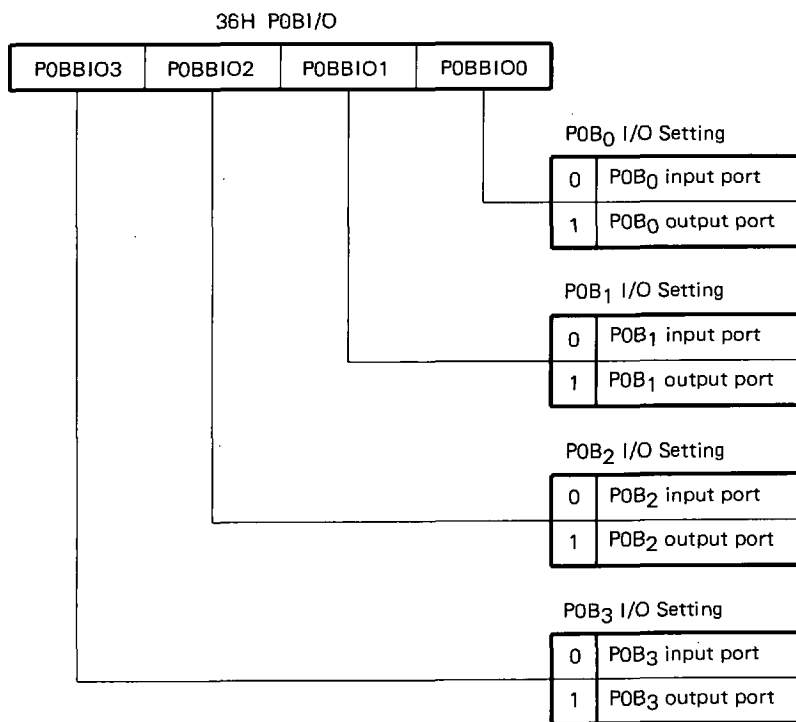 36H P0BI/O
P0BBIO3 P0BBIO2 P0BBIO1 P0BBIO0
P0B0 I/O Setting
0 P0B0 input port
1 P0B0 output port
P0B1 I/O Setting
0 P0B1 input port
1 P0B1 output port
P0B2 I/O Setting
0 P0B2 input port
1 P0B2 output port
P0B3 I/O Setting
0 P0B3 input port
1 P0B3 output port